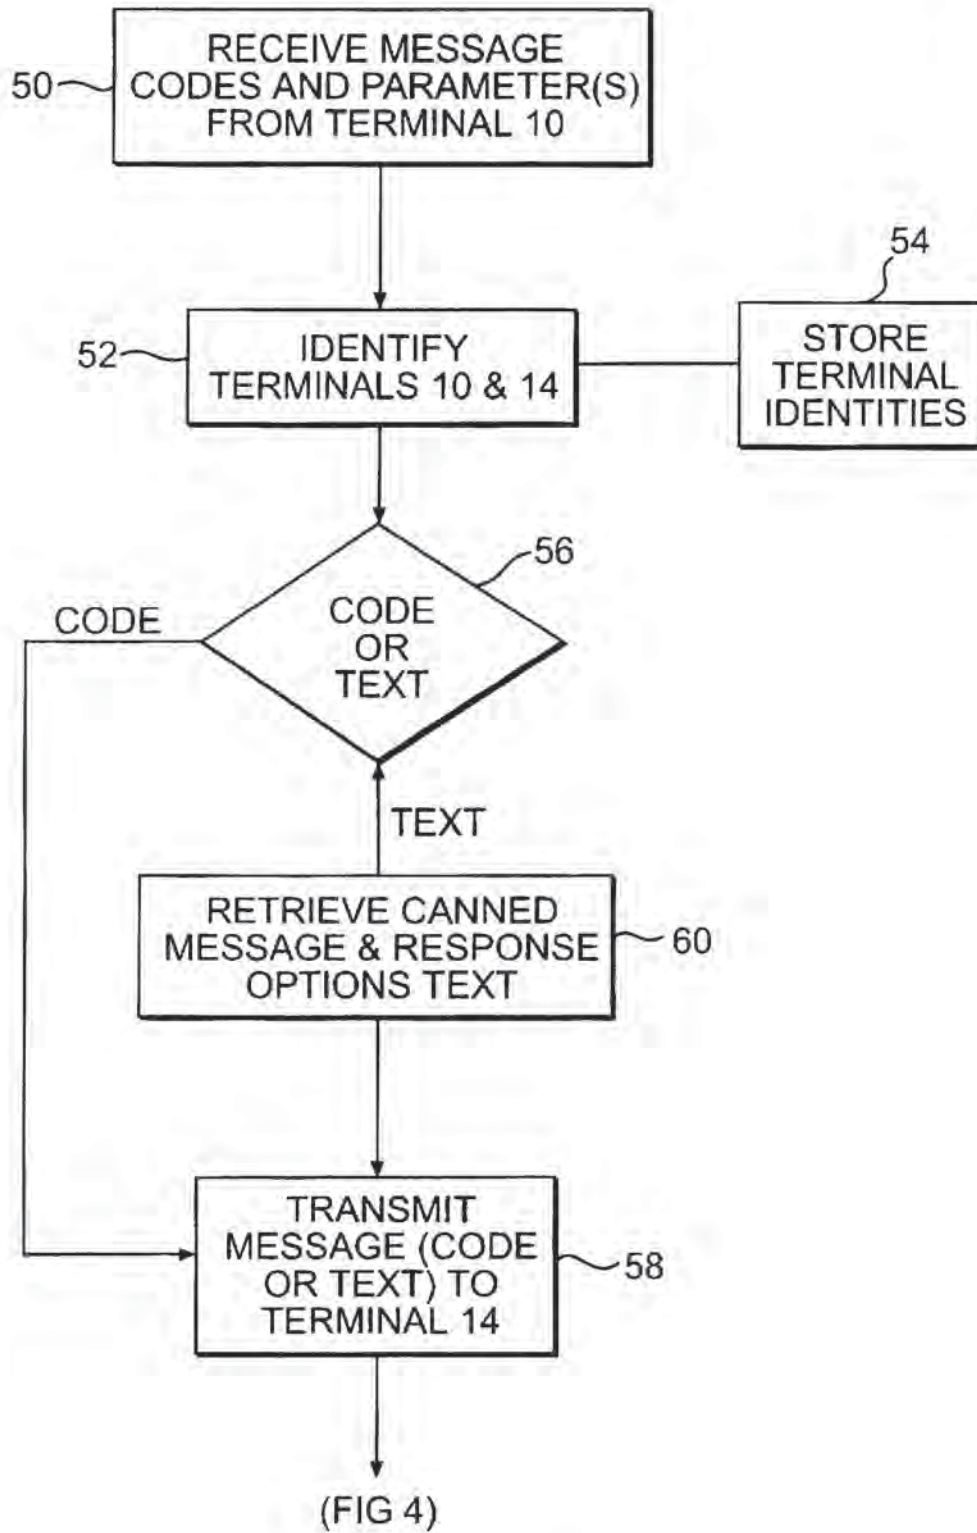 RECEIVE MESSAGE
CODES AND PARAMETER(S)
FROM TERMINAL 10
50
54
IDENTIFY
TERMINALS 10 & 14
52
STORE
TERMINAL
IDENTITIES
56
CODE
OR
TEXT
CODE
TEXT
RETRIEVE CANNED
MESSAGE & RESPONSE
OPTIONS TEXT
60
TRANSMIT
MESSAGE (CODE
OR TEXT) TO
TERMINAL 14
58
(FIG 4)